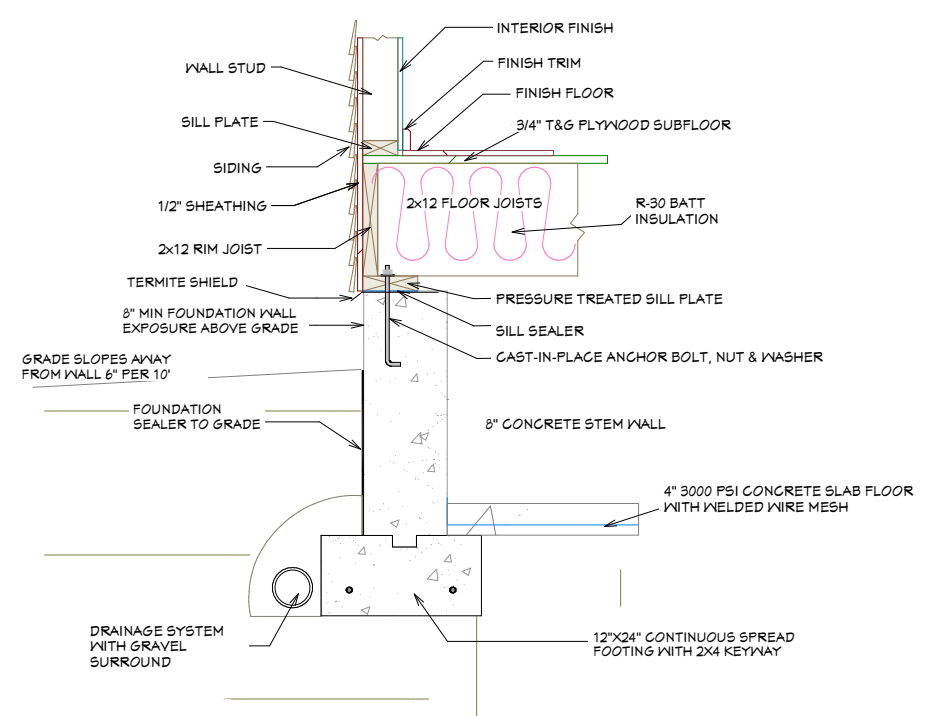 INTERIOR FINISH
WALL STUD
FINISH TRIM
FINISH FLOOR
SILL PLATE
3/4" T&G PLYWOOD SUBFLOOR
SIDING
1/2" SHEATHING
2x12 FLOOR JOISTS
R-30 BATT
INSULATION
2x12 RIM JOIST
TERMITE SHIELD
PRESSURE TREATED SILL PLATE
8" MIN FOUNDATION WALL
EXPOSURE ABOVE GRADE
SILL SEALER
CAST-IN-PLACE ANCHOR BOLT, NUT & WASHER
GRADE SLOPES AWAY
FROM WALL 6" PER 10'
FOUNDATION
SEALER TO GRADE
8" CONCRETE STEM WALL
4" 3000 PSI CONCRETE SLAB FLOOR
WITH WELDED WIRE MESH
DRAINAGE SYSTEM
WITH GRAVEL
SURROUND
12"X24" CONTINUOUS SPREAD
FOOTING WITH 2X4 KEYWAY